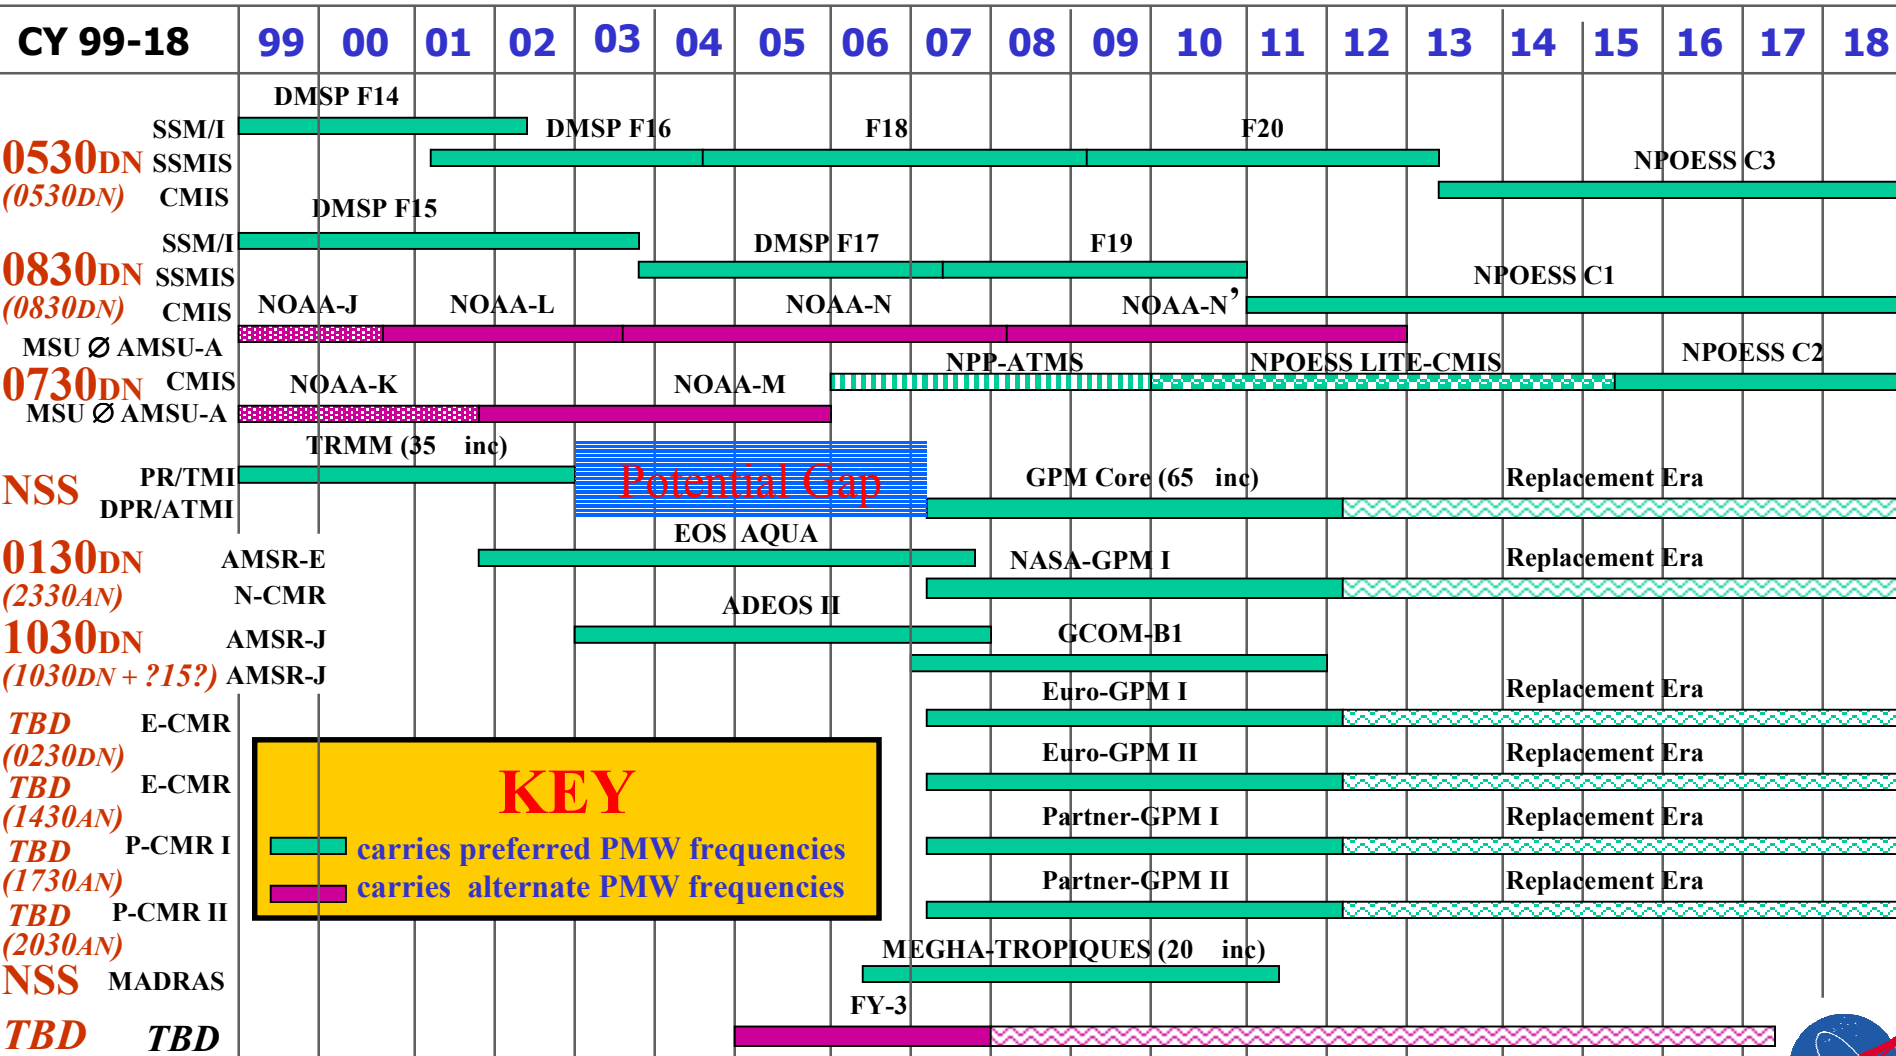 CY 99-18 99 00 01 02 03 04 05 06 07 08 09 10 11 12 13 14 15 16 17 18
DMSP F14
SSM/I
DMSP F16 F18 F20
0530DN SSMIS
NPOESS C3
(0530DN) CMIS
DMSP F15
SSM/I
DMSP F17 F19
0830DN SSMIS
NPOESS C1
(0830DN) CMIS
NOAA-J NOAA-L NOAA-N NOAA-N’
MSU Ø AMSU-A
NPP-ATMS NPOESS LITE-CMIS NPOESS C2
0730DN CMIS
NOAA-K NOAA-M
MSU Ø AMSU-A
TRMM (35 inc)
NSS PR/TMI
Potential Gap
GPM Core (65 inc) Replacement Era
DPR/ATMI
EOS AQUA
0130DN AMSR-E
NASA-GPM I Replacement Era
(2330AN) N-CMR
ADEOS II
1030DN AMSR-J
GCOM-B1
(1030DN + ?15?) AMSR-J
Euro-GPM I Replacement Era
TBD E-CMR
(0230DN)
Euro-GPM II Replacement Era
TBD E-CMR
(1430AN)
Partner-GPM I Replacement Era
TBD P-CMR I
(1730AN)
Partner-GPM II Replacement Era
TBD P-CMR II
(2030AN)
KEY
carries preferred PMW frequencies
carries alternate PMW frequencies
MEGHA-TROPIQUES (20 inc)
NSS MADRAS
FY-3
TBD TBD